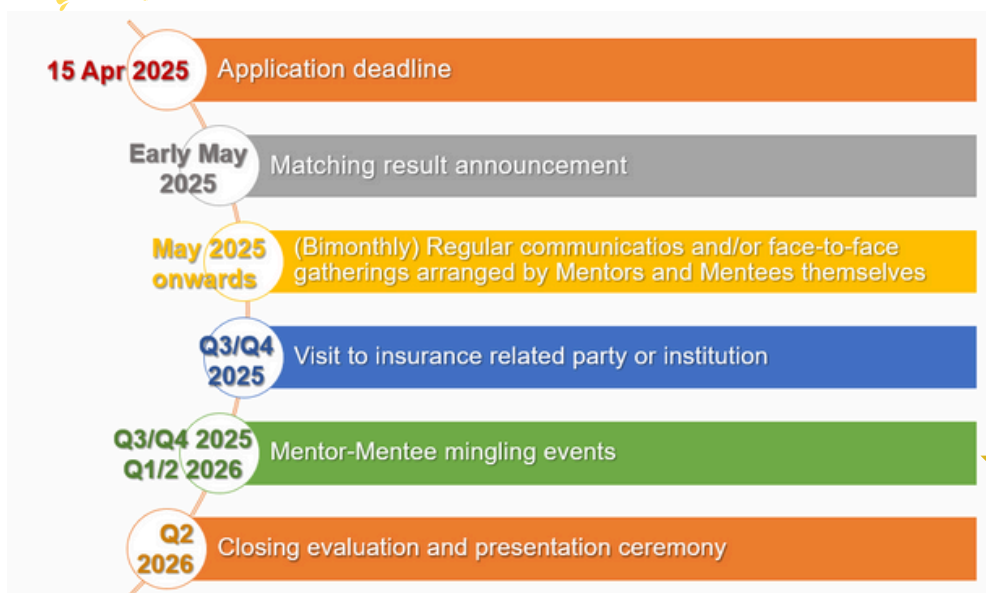 15 Apr 2025
Application deadline
Early May
2025
Matching result announcement
May 2025
onwards
(Bimonthly) Regular communicatios and/or face-to-face
gatherings arranged by Mentors and Mentees themselves
Q3/Q4
2025
Visit to insurance related party or institution
Q3/Q4 2025
Q1/2 2026
Mentor-Mentee mingling events
Q2
2026
Closing evaluation and presentation ceremony